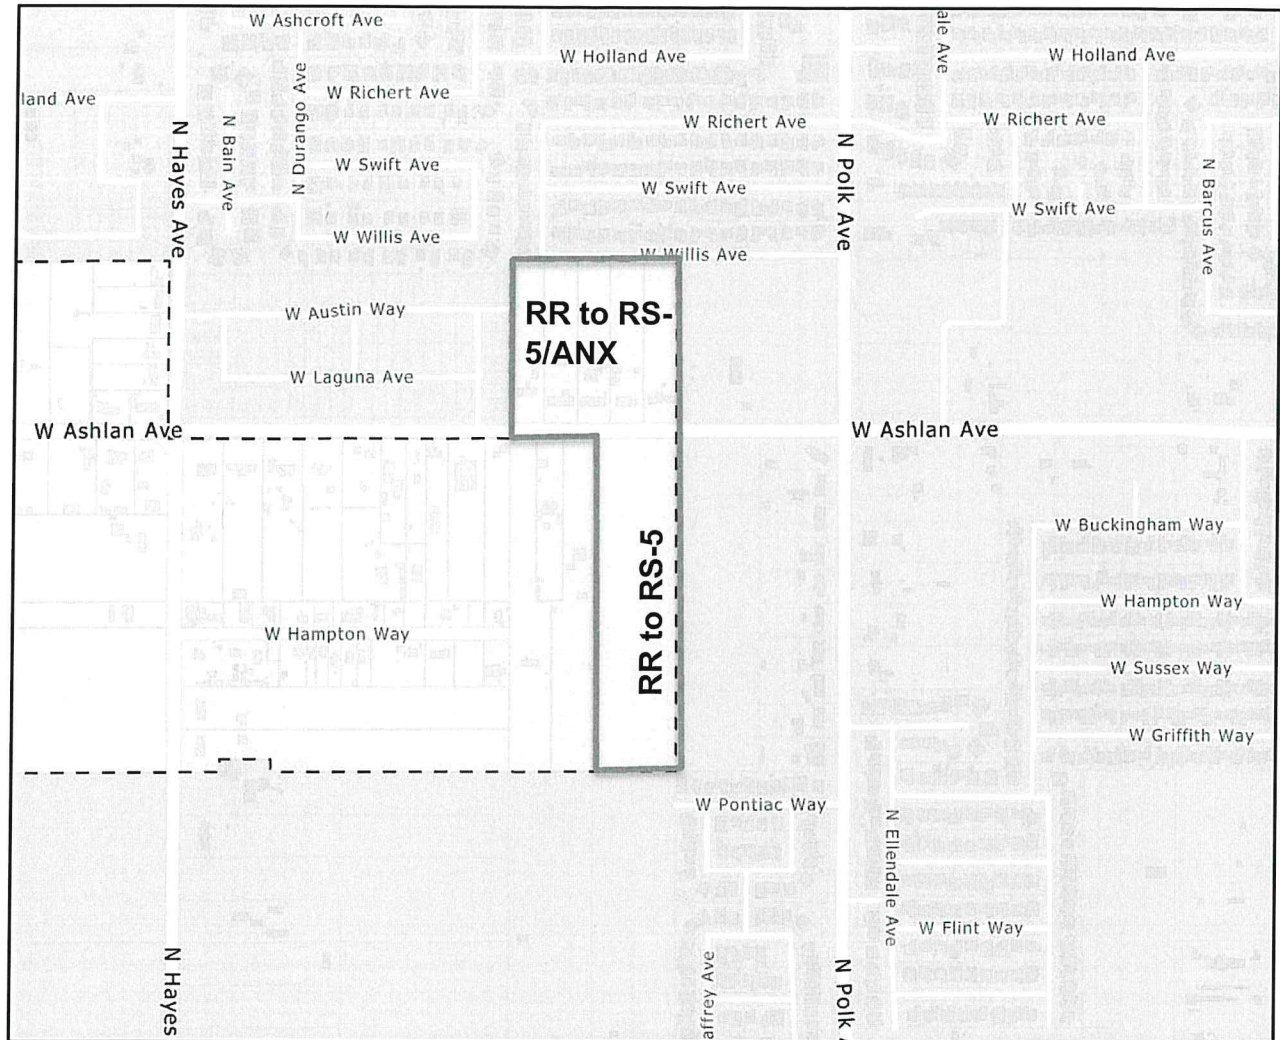 W Ashcroft Ave
W Holland Ave
ale Ave
W Holland Ave
land Ave
N Durango Ave
W Richert Ave
W Richert Ave
W Richert Ave
N Hayes Ave
N Bain Ave
N Polk Ave
W Swift Ave
W Swift Ave
W Swift Ave
N Barcus Ave
W Willis Ave
W Willis Ave
W Austin Way
RR to RS-
5/ANX
W Laguna Ave
W Ashlan Ave
W Ashlan Ave
W Buckingham Way
RR to RS-5
W Hampton Way
W Hampton Way
W Sussex Way
W Griffith Way
W Pontiac Way
N Ellendale Ave
W Flint Way
N Hayes
affrey Ave
N Polk